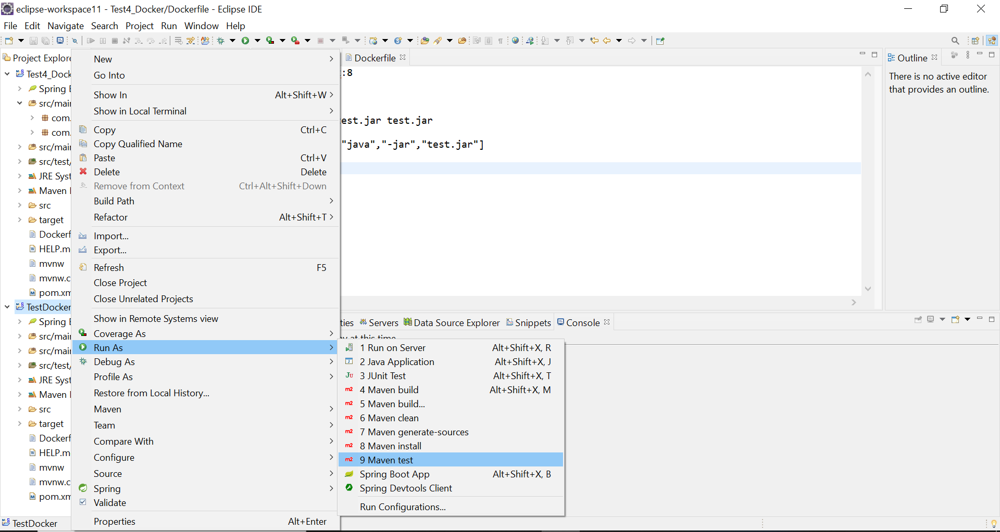 eclipse-workspace11 - Test4_Docker/Dockerfile - Eclipse IDE
File Edit Navigate Search Project Run Window Help
Project Explore
Test4_Dock
Spring
src/mai
com.
com.
src/mai
src/test/
JRE Syst
Maven
src
target
Dockerf
HELP.m
mvnw
mvnw.c
pom.xm
TestDocker
Spring
src/mai
src/mai
src/test/
JRE Syst
Maven
src
target
Dockerf
HELP.m
mvnw
mvnw.c
pom.xm
TestDocker
New
Go Into
Show In Alt+Shift+W
Show in Local Terminal
Copy Ctrl+C
Copy Qualified Name
Paste Ctrl+V
Delete Delete
Remove from Context Ctrl+Alt+Shift+Down
Build Path
Refactor Alt+Shift+T
Import...
Export...
Refresh F5
Close Project
Close Unrelated Projects
Show in Remote Systems view
Coverage As
Run As
Debug As
Profile As
Restore from Local History...
Maven
Team
Compare With
Configure
Source
Spring
Validate
Properties Alt+Enter
1 Run on Server Alt+Shift+X, R
2 Java Application Alt+Shift+X, J
3 JUnit Test Alt+Shift+X, T
4 Maven build Alt+Shift+X, M
5 Maven build...
6 Maven clean
7 Maven generate-sources
8 Maven install
9 Maven test
Spring Boot App Alt+Shift+X, B
Spring Devtools Client
Run Configurations...
Dockerfile
:8
est.jar test.jar
"java","-jar","test.jar"]
ties Servers Data Source Explorer Snippets Console
at this time.
Outline
There is no active editor
that provides an outline.